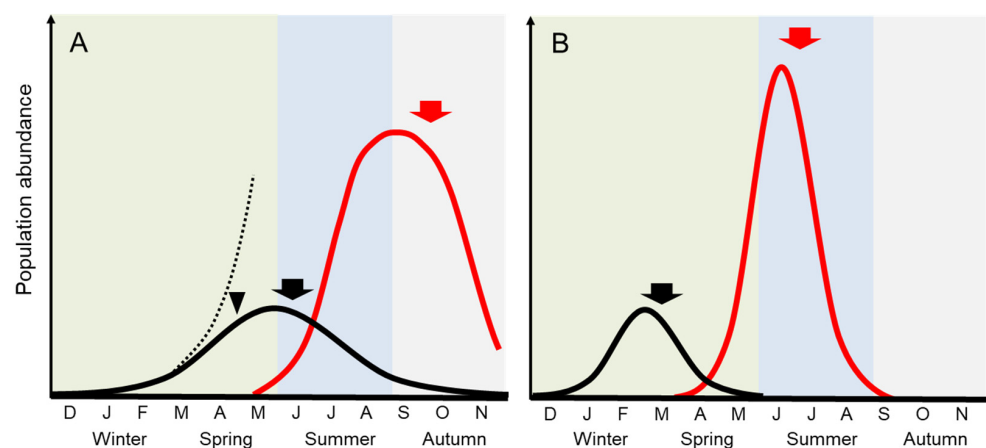 A
B
Population abundance
D J F M A M J J A S O N
Winter Spring Summer Autumn
D J F M A M J J A S O N
Winter Spring Summer Autumn